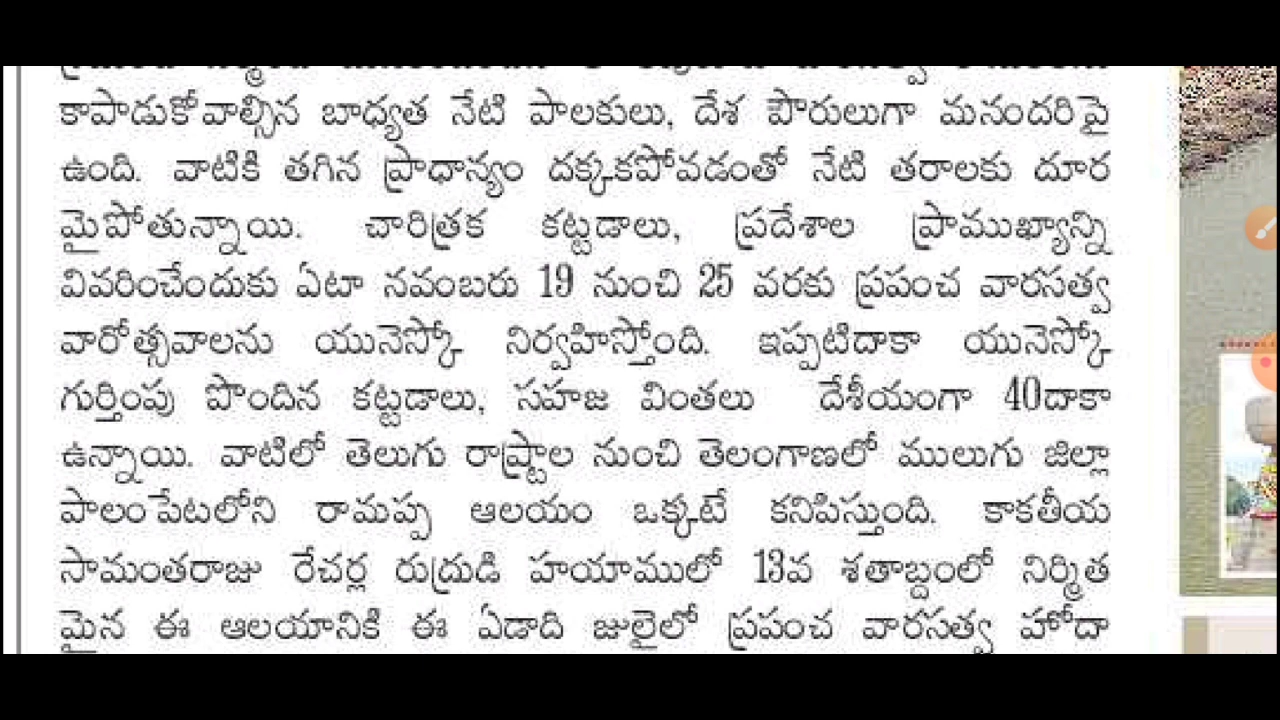 కాపాడుకోవాల్సిన బాధ్యత నేటి పాలకులు, దేశ పౌరులుగా మనందరిపై
ఉంది. వాటికి తగిన ప్రాధాన్యం దక్కకపోవడంతో నేటి తరాలకు దూర
మైపోతున్నాయి. చారిత్రక కట్టడాలు, ప్రదేశాల ప్రాముఖ్యాన్ని
వివరించేందుకు ఏటా నవంబరు 19 నుంచి 25 వరకు ప్రపంచ వారసత్వ
వారోత్సవాలను యునెస్కో నిర్వహిస్తోంది. ఇప్పటిదాకా యునెస్కో
గుర్తింపు పొందిన కట్టడాలు, సహజ వింతలు దేశీయంగా 40దాకా
ఉన్నాయి. వాటిలో తెలుగు రాష్ట్రాల నుంచి తెలంగాణలో ములుగు జిల్లా
పాలంపేటలోని రామప్ప ఆలయం ఒక్కటే కనిపిస్తుంది. కాకతీయ
సామంతరాజు రేచర్ల రుద్రుడి హయాములో 13వ శతాబ్దంలో నిర్మిత
మైన ఈ ఆలయానికి ఈ ఏడాది జులైలో ప్రపంచ వారసత్వ హోదా